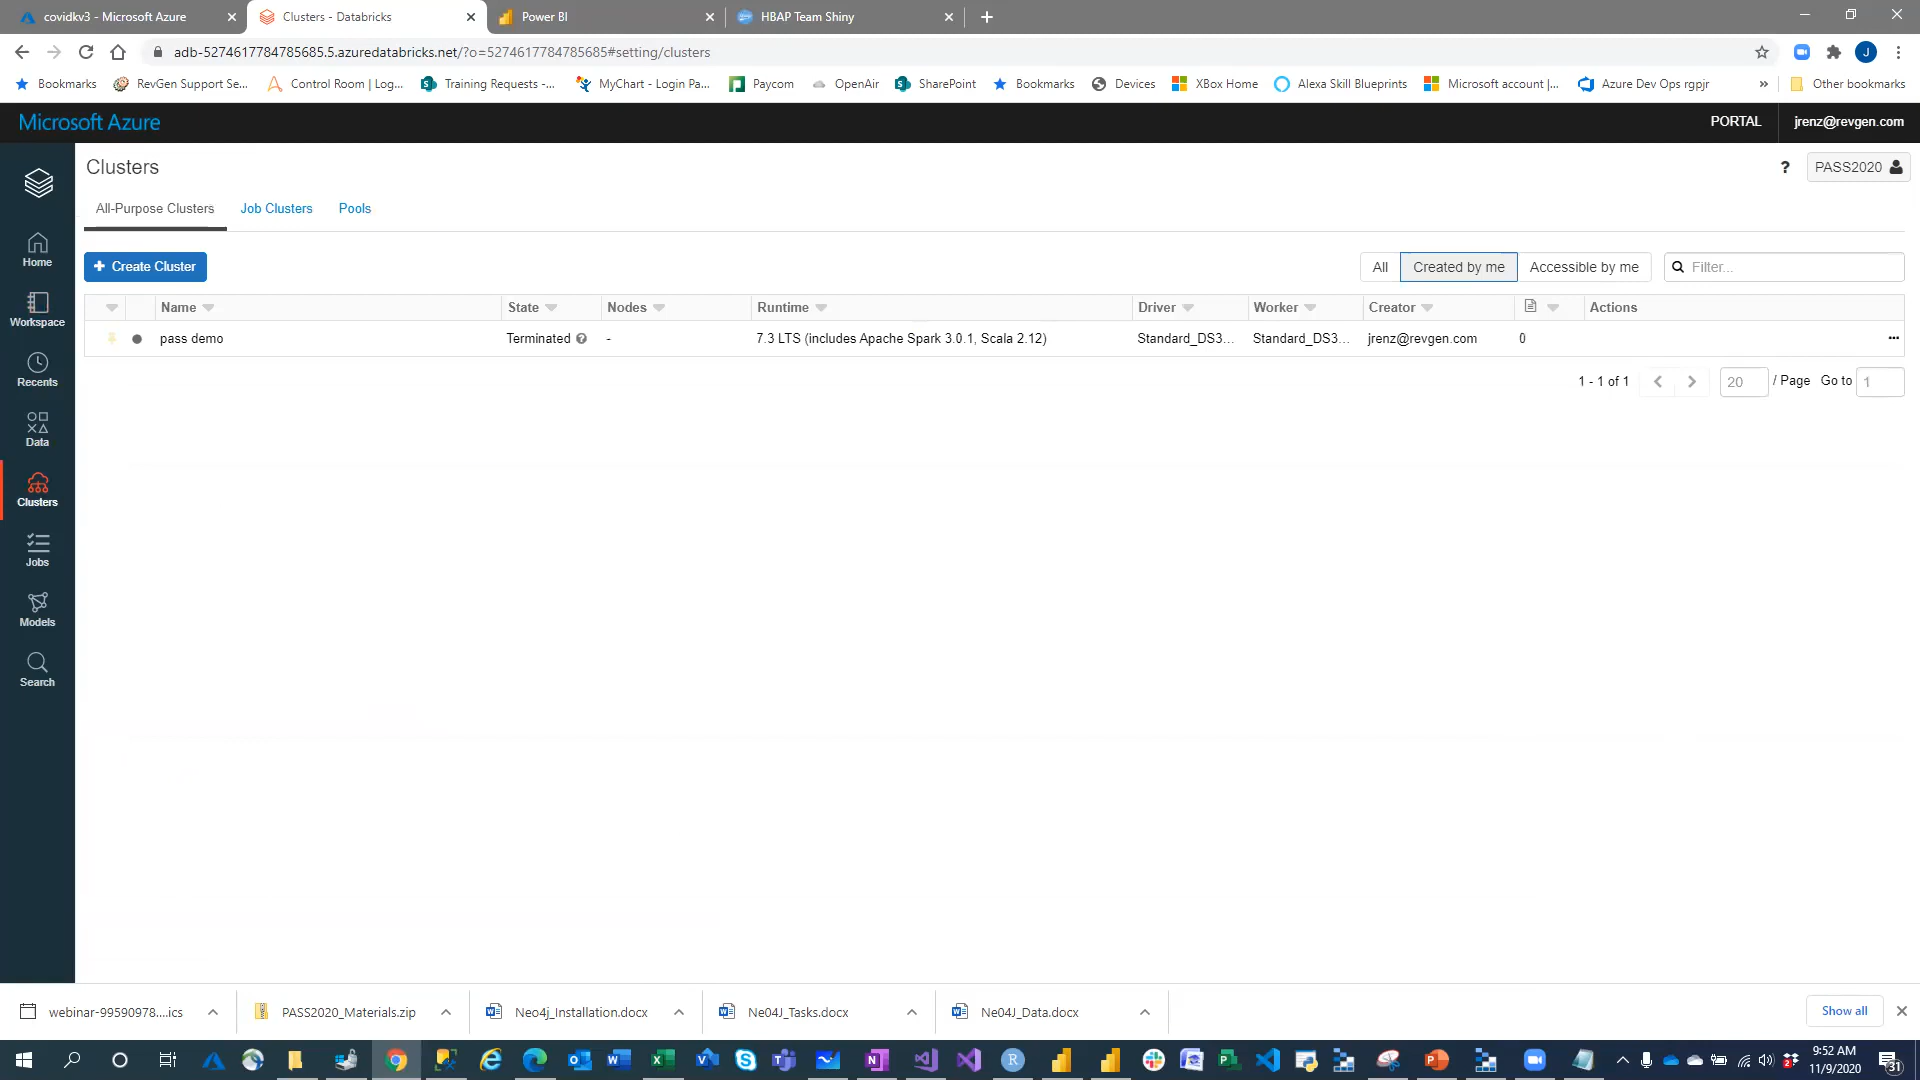 covidkv3 - Microsoft Azure
Clusters - Databricks
Power BI
HBAP Team Shiny
adb-5274617784785685.5.azuredatabricks.net/?o=5274617784785685#setting/clusters
J
Bookmarks
RevGen Support Se...
Control Room | Log...
Training Requests -...
MyChart - Login Pa...
Paycom
OpenAir
SharePoint
Bookmarks
Devices
XBox Home
Alexa Skill Blueprints
Microsoft account |...
Azure Dev Ops rgpjr
»
Other bookmarks
Microsoft Azure
PORTAL
jrenz@revgen.com
Clusters
?
PASS2020
All-Purpose Clusters
Job Clusters
Pools
Home
Workspace
Recents
Data
Clusters
Jobs
Models
Search
+ Create Cluster
All
Created by me
Accessible by me
Filter...
Name State Nodes Runtime Driver Worker Creator Actions
pass demo Terminated - 7.3 LTS (includes Apache Spark 3.0.1, Scala 2.12) Standard_DS3... Standard_DS3... jrenz@revgen.com 0 ...
1 - 1 of 1 20 / Page Go to 1
webinar-99590978....ics
PASS2020_Materials.zip
Neo4j_Installation.docx
Ne04J_Tasks.docx
Ne04J_Data.docx
Show all
9:52 AM
11/9/2020
31